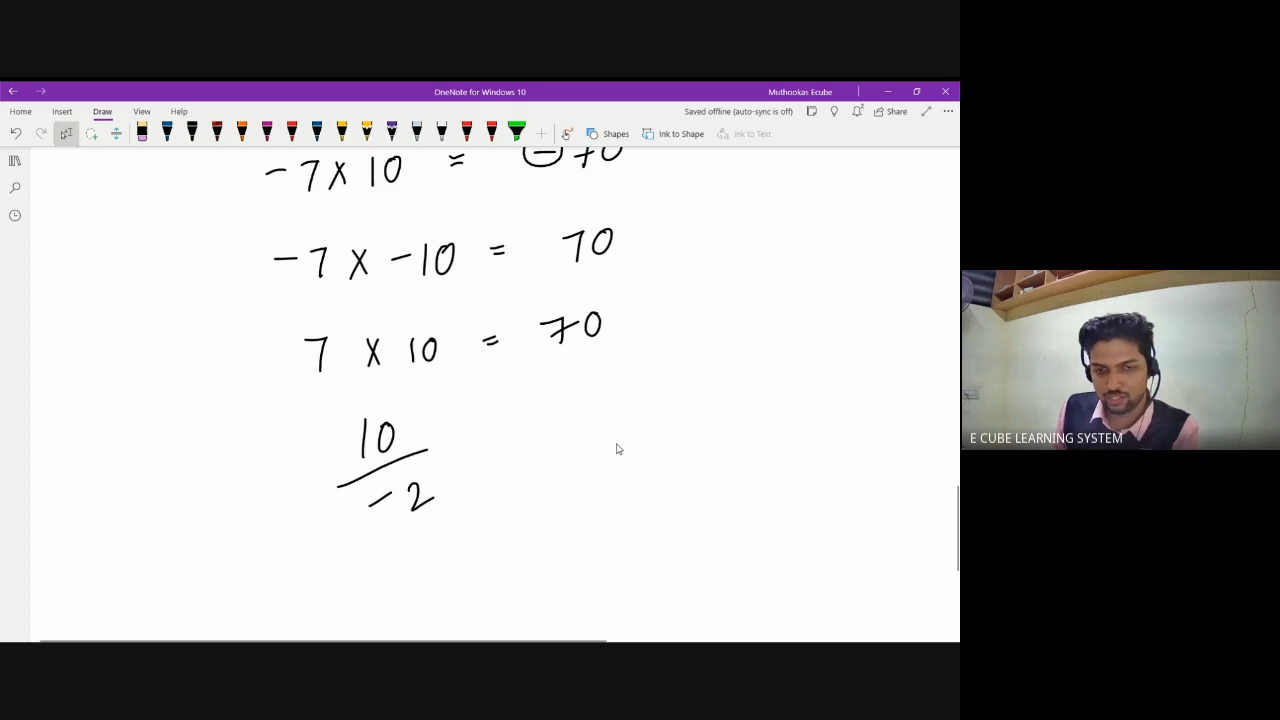 OneNote for Windows 10
Muthookas Ecube
Home Insert Draw View Help
Saved offline (auto-sync is off)
Share
Shapes
Ink to Shape
Ink to Text
-7 x 10 = -70
-7 x -10 = 70
7 x 10 = 70
10
-2
E CUBE LEARNING SYSTEM